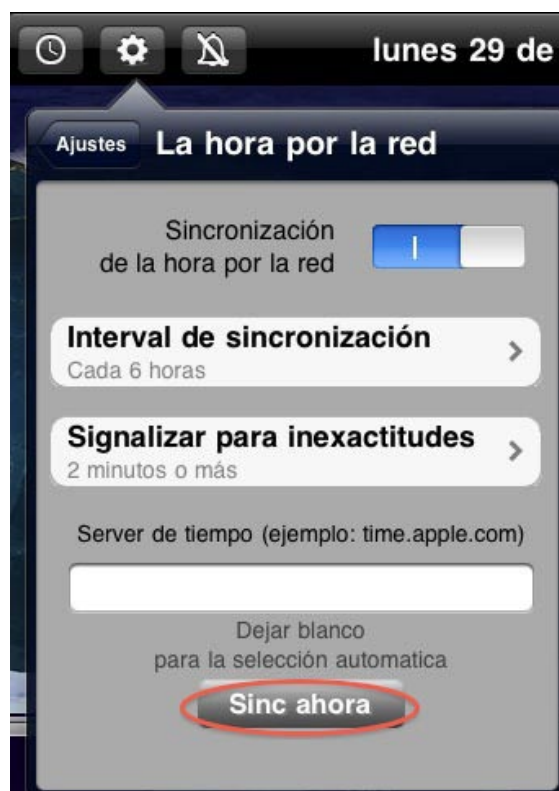 lunes 29 de
Ajustes
La hora por la red
Sincronización
de la hora por la red
Interval de sincronización
Cada 6 horas
Signalizar para inexactitudes
2 minutos o más
Server de tiempo (ejemplo: time.apple.com)
Dejar blanco
para la selección automatica
Sinc ahora